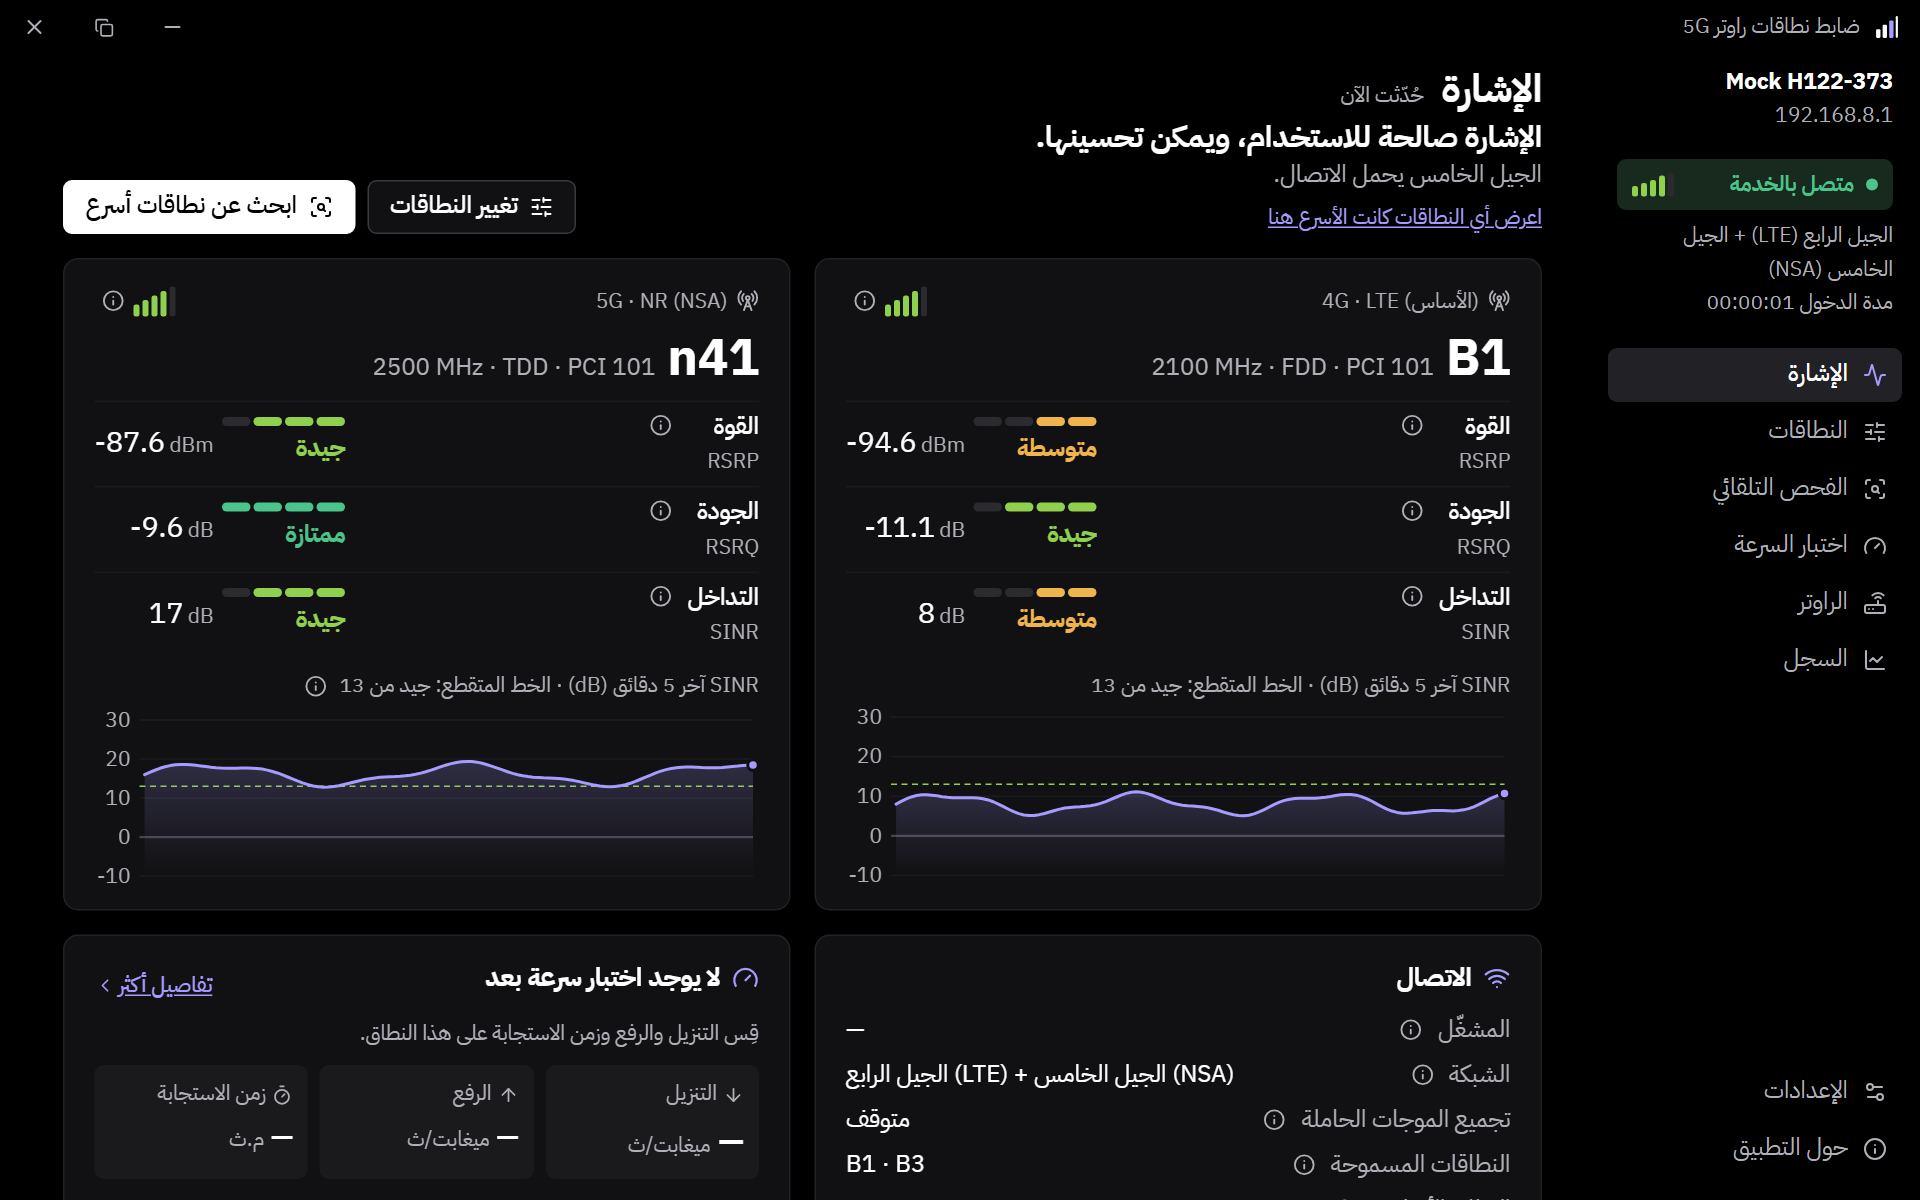 ضابط نطاقات راوتر 5G
Mock H122-373
192.168.8.1
متصل بالخدمة
الجيل الرابع (LTE) + الجيل
الخامس (NSA)
مدة الدخول 00:00:01
الإشارة
النطاقات
الفحص التلقائي
اختبار السرعة
الراوتر
السجل
الإعدادات
حول التطبيق
الإشارة حُدّثت الآن
الإشارة صالحة للاستخدام، ويمكن تحسينها.
الجيل الخامس يحمل الاتصال.
اعرض أي النطاقات كانت الأسرع هنا
تغيير النطاقات
ابحث عن نطاقات أسرع
4G · LTE (الأساس)
B1 2100 MHz · FDD · PCI 101
القوة
RSRP
متوسطة
-94.6 dBm
الجودة
RSRQ
جيدة
-11.1 dB
التداخل
SINR
متوسطة
8 dB
SINR آخر 5 دقائق (dB) · الخط المتقطع: جيد من 13
30
20
10
0
-10
5G · NR (NSA)
n41 2500 MHz · TDD · PCI 101
القوة
RSRP
جيدة
-87.6 dBm
الجودة
RSRQ
ممتازة
-9.6 dB
التداخل
SINR
جيدة
17 dB
SINR آخر 5 دقائق (dB) · الخط المتقطع: جيد من 13
30
20
10
0
-10
الاتصال
المشغّل —
الشبكة الجيل الرابع (LTE) + الجيل الخامس (NSA)
تجميع الموجات الحاملة متوقف
النطاقات المسموحة B1 · B3
لا يوجد اختبار سرعة بعد
تفاصيل أكثر
قِس التنزيل والرفع وزمن الاستجابة على هذا النطاق.
التنزيل
— ميغابت/ث
الرفع
— ميغابت/ث
زمن الاستجابة
— م.ث